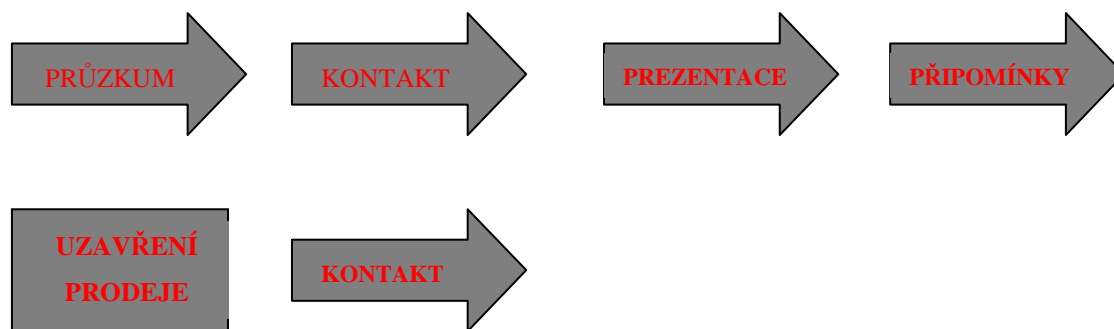 PRŮZKUM
KONTAKT
PREZENTACE
PŘIPOMÍNKY
UZAVŘENÍ
PRODEJE
KONTAKT